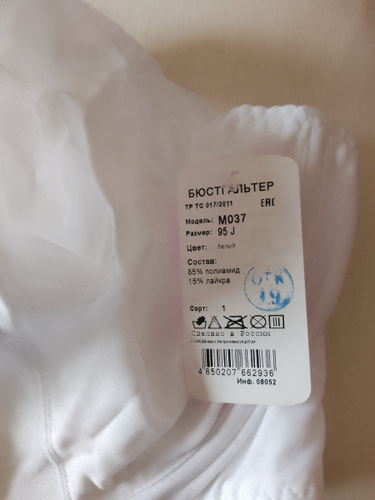 БЮСТГАЛЬТЕР
ТР ТС 017/2011 ЕАС
Модель: М037
Размер: 95 J
Цвет: белый
Состав:
85% полиамид
15% лайкра
ОТК
19
Сорт: 1
Сделано в России
4 650207 662936
Инф. 08052